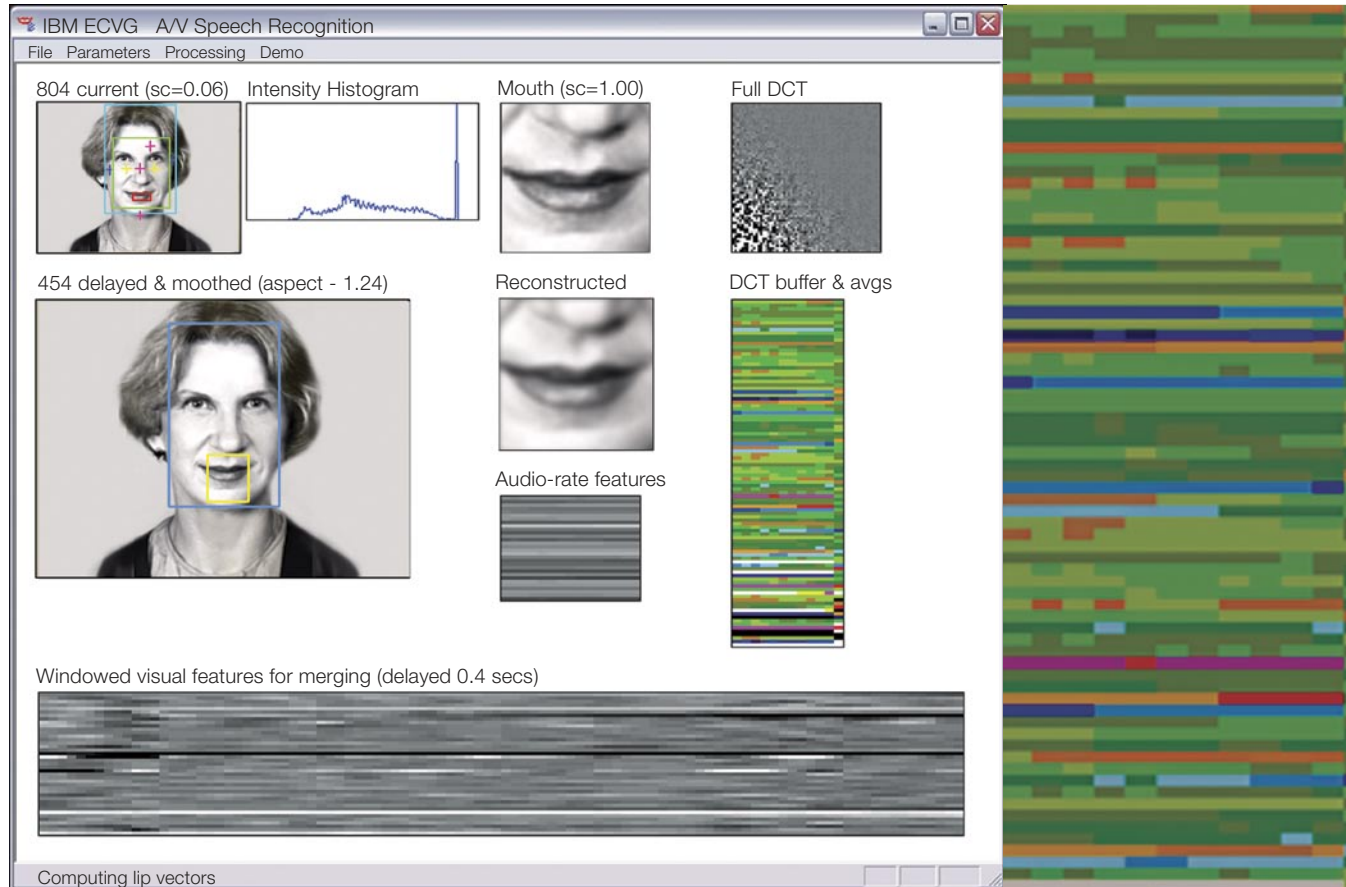 IBM ECVG A/V Speech Recognition
File Parameters Processing Demo
804 current (sc=0.06)
Intensity Histogram
Mouth (sc=1.00)
Full DCT
454 delayed & moothed (aspect - 1.24)
Reconstructed
DCT buffer & avgs
Audio-rate features
Windowed visual features for merging (delayed 0.4 secs)
Computing lip vectors